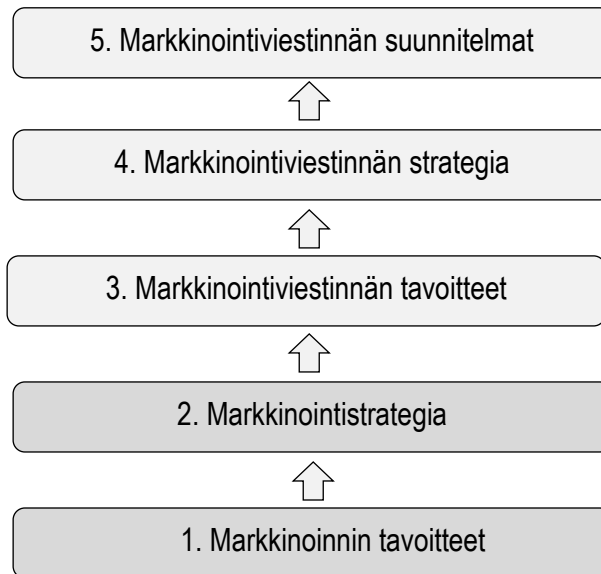 5. Markkinointiviestinnän suunnitelmat
4. Markkinointiviestinnän strategia
3. Markkinointiviestinnän tavoitteet
2. Markkinointistrategia
1. Markkinoinnin tavoitteet